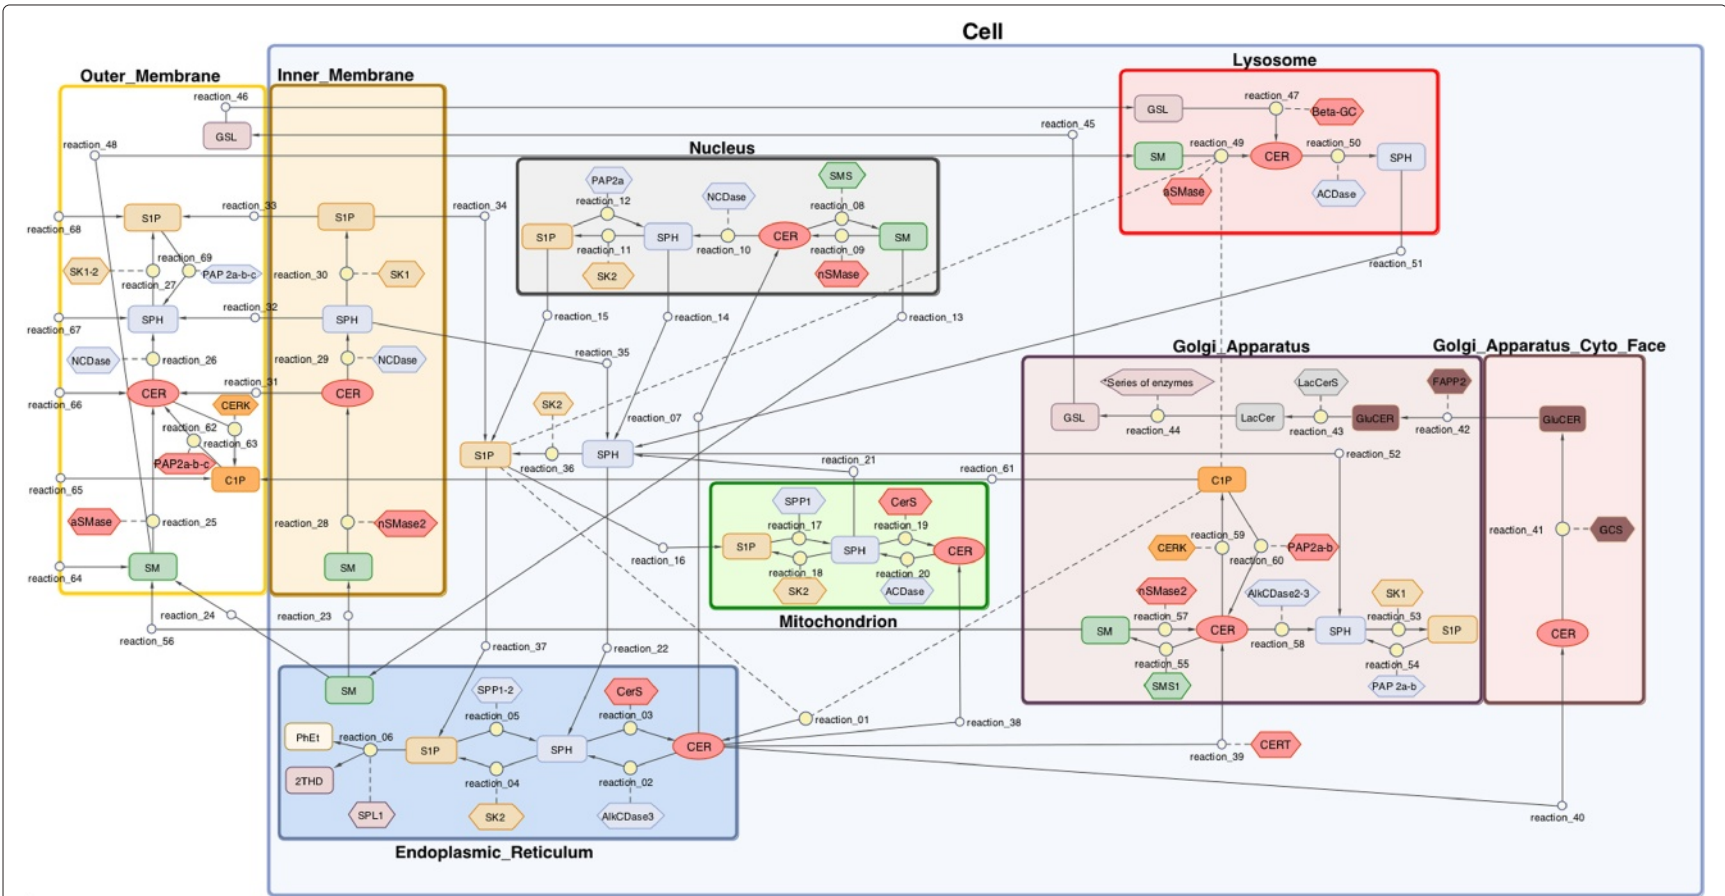 Cell
Outer_Membrane
Inner_Membrane
Lysosome
reaction_46
GSL
reaction_48
reaction_33
S1P
S1P
reaction_34
reaction_68
reaction_69
SK1-2
PAP 2a-b-c
reaction_27
reaction_30
SK1
reaction_32
SPH
SPH
reaction_67
NCDase
reaction_26
reaction_29
NCDase
reaction_31
CER
CER
reaction_66
CERK
reaction_62
reaction_63
PAP2a-b-c
C1P
reaction_65
aSMase
reaction_25
reaction_28
nSMase2
SM
SM
reaction_64
reaction_24
reaction_23
reaction_56
Nucleus
PAP2a
reaction_12
NCDase
SMS
reaction_08
S1P
SPH
CER
SM
reaction_11
reaction_10
reaction_09
SK2
nSMase
reaction_15
reaction_14
reaction_13
reaction_35
SK2
reaction_07
S1P
SPH
reaction_36
reaction_21
reaction_61
reaction_45
GSL
reaction_47
Beta-GC
SM
reaction_49
CER
reaction_50
SPH
aSMase
ACDase
reaction_51
Golgi_Apparatus
Golgi_Apparatus_Cyto_Face
*Series of enzymes
LacCerS
FAPP2
GSL
LacCer
GluCER
GluCER
reaction_44
reaction_43
reaction_42
reaction_52
C1P
reaction_59
CERK
reaction_60
PAP2a-b
reaction_41
GCS
nSMase2
AlkCDase2-3
SK1
reaction_57
reaction_53
SM
CER
SPH
S1P
CER
reaction_58
reaction_55
reaction_54
SMS1
PAP 2a-b
SPP1
CerS
reaction_17
reaction_19
S1P
SPH
CER
reaction_16
reaction_18
reaction_20
SK2
ACDase
Mitochondrion
reaction_37
reaction_22
SM
SPP1-2
CerS
reaction_05
reaction_03
reaction_01
reaction_38
PhEt
reaction_06
S1P
SPH
CER
reaction_39
CERT
2THD
reaction_04
reaction_02
SPL1
SK2
AlkCDase3
reaction_40
Endoplasmic_Reticulum